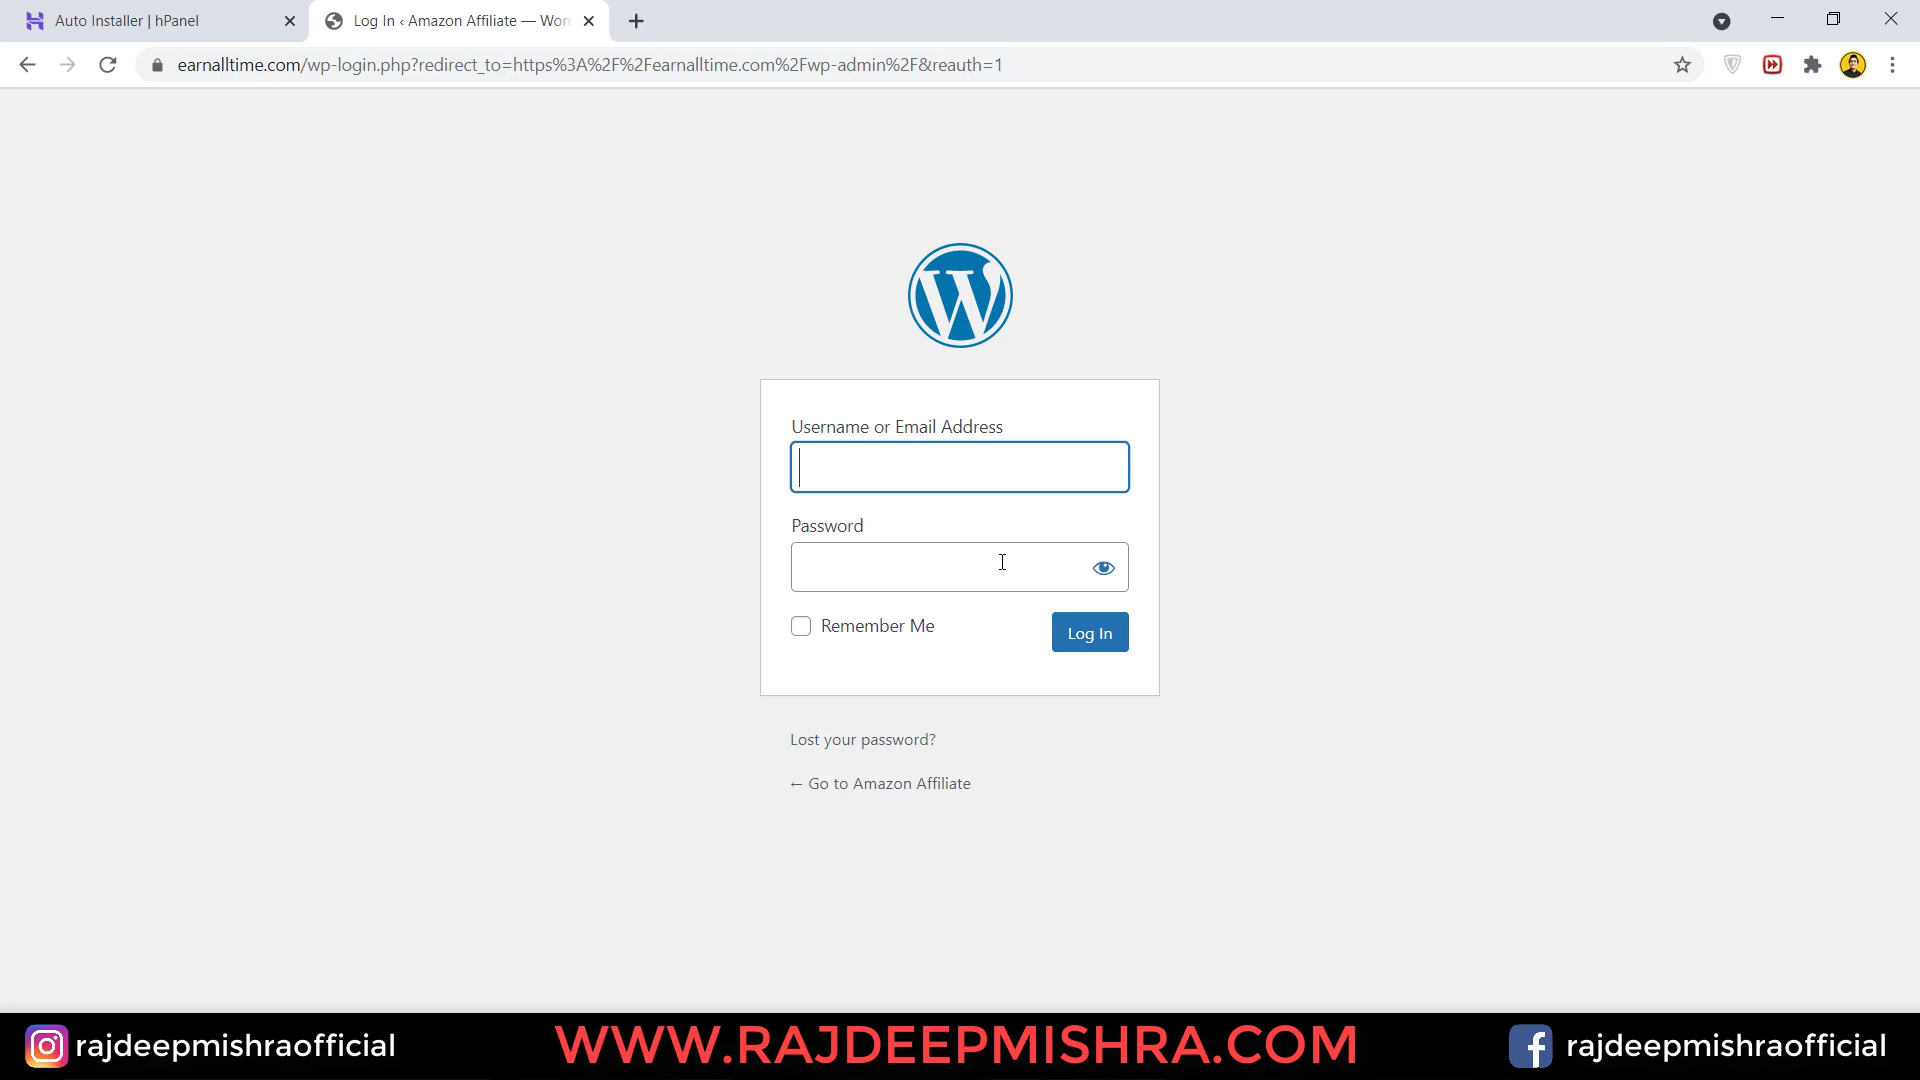 Auto Installer | hPanel
Log In ‹ Amazon Affiliate — Wor
earnalltime.com/wp-login.php?redirect_to=https%3A%2F%2Fearnalltime.com%2Fwp-admin%2F&reauth=1
Username or Email Address
Password
Remember Me
Log In
Lost your password?
← Go to Amazon Affiliate
rajdeepmishraofficial
WWW.RAJDEEPMISHRA.COM
rajdeepmishraofficial